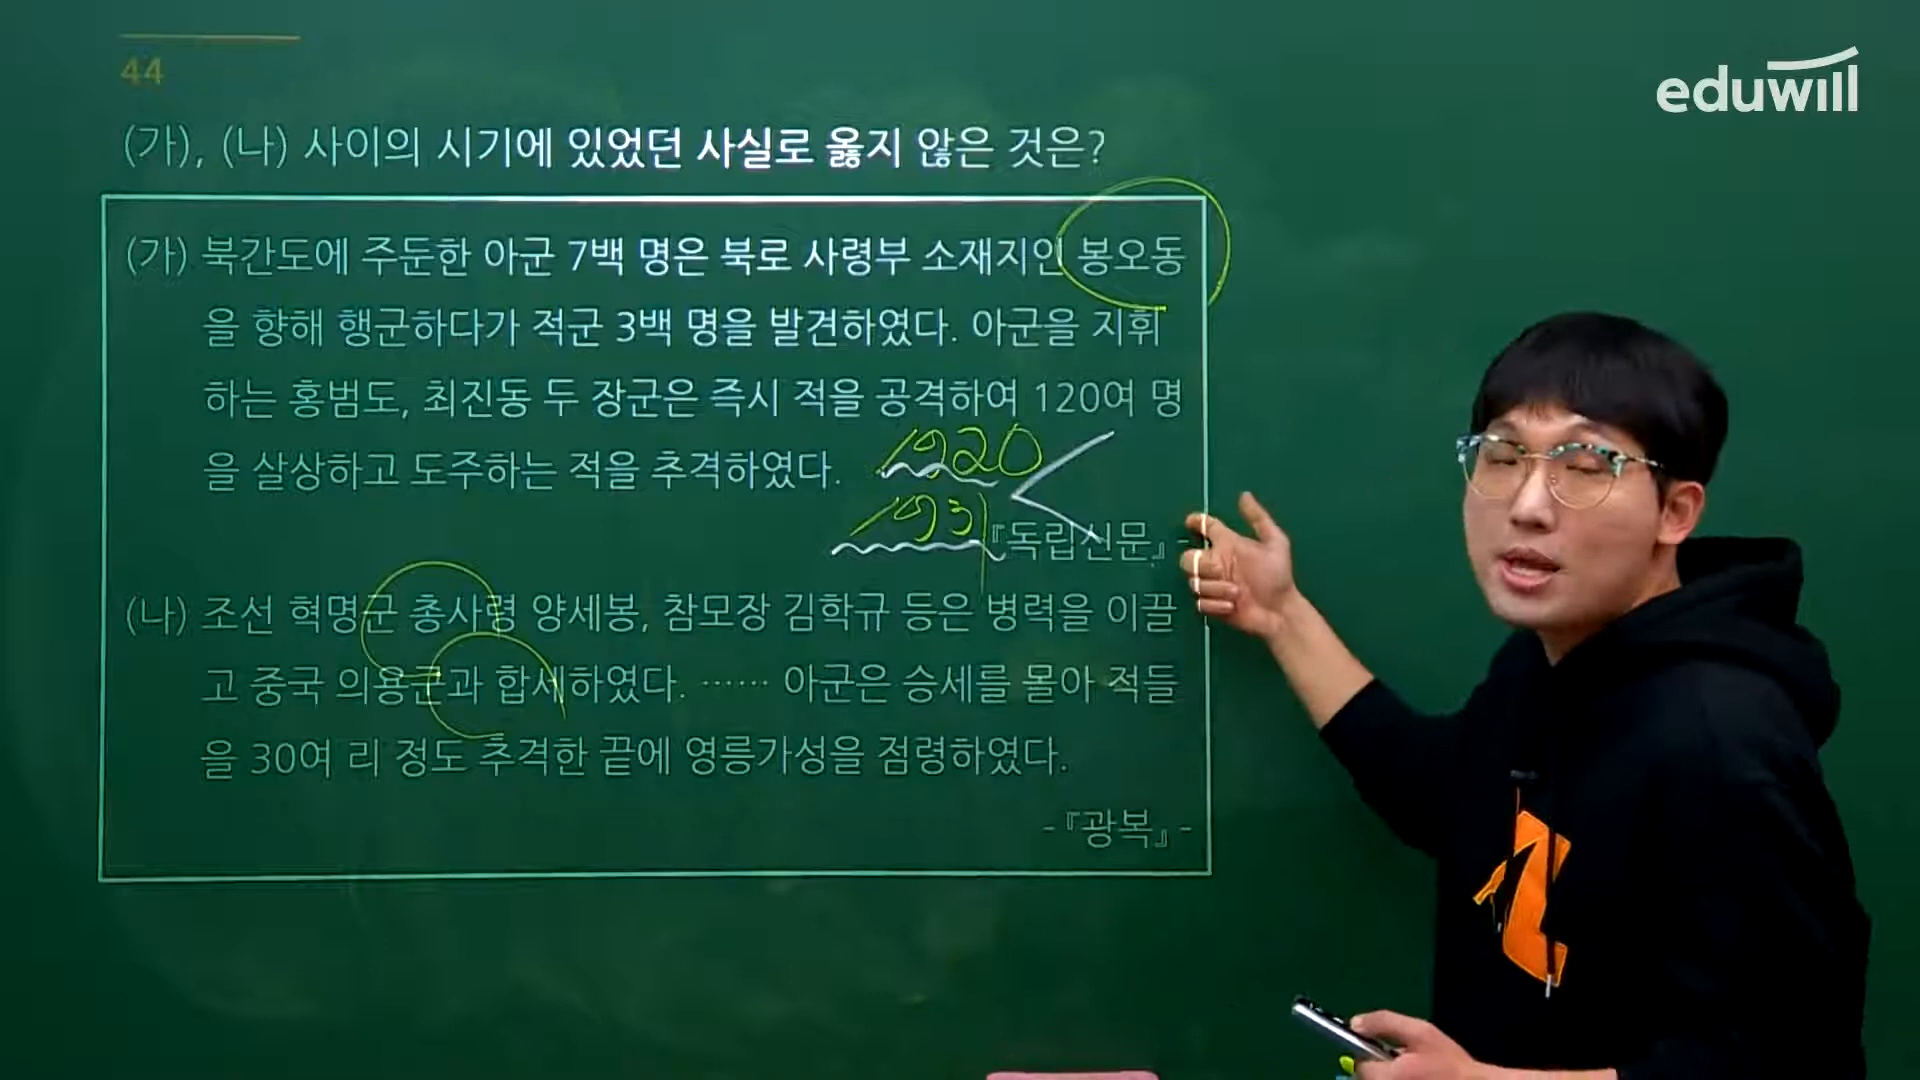 44
eduwill
(가), (나) 사이의 시기에 있었던 사실로 옳지 않은 것은?
(가) 북간도에 주둔한 아군 7백 명은 북로 사령부 소재지인 봉오동
을 향해 행군하다가 적군 3백 명을 발견하였다. 아군을 지휘
하는 홍범도, 최진동 두 장군은 즉시 적을 공격하여 120여 명
을 살상하고 도주하는 적을 추격하였다.
1920
1931
『독립신문』 -
(나) 조선 혁명군 총사령 양세봉, 참모장 김학규 등은 병력을 이끌
고 중국 의용군과 합세하였다. …… 아군은 승세를 몰아 적들
을 30여 리 정도 추격한 끝에 영릉가성을 점령하였다.
- 『광복』 -